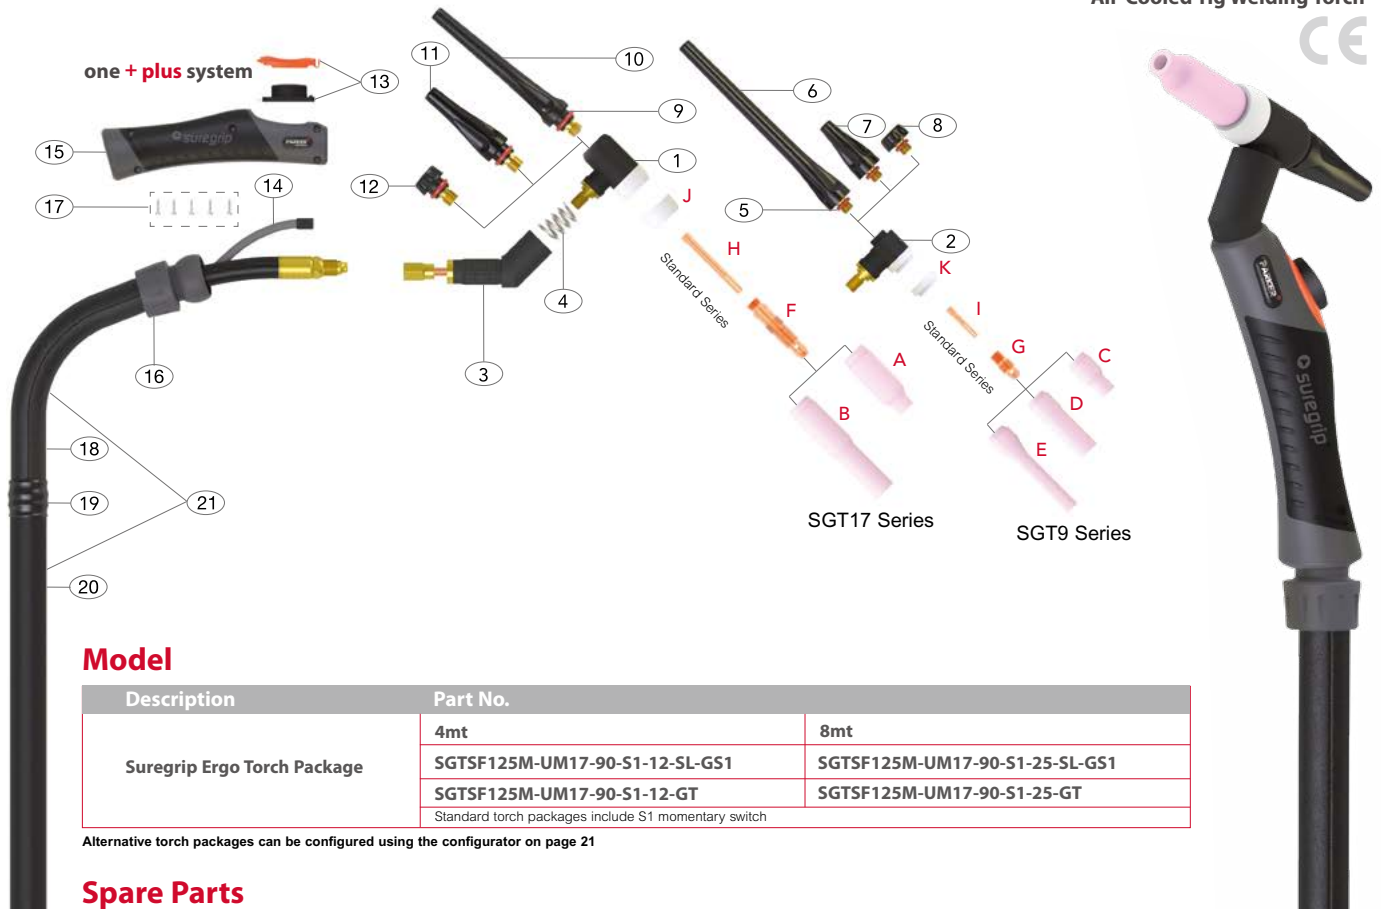 Air Cooled Tig Welding Torch
CE
one + plus system
13
11
10
9
6
7
8
suregrip
PARKER
15
1
12
J
14
17
5
2
H
K
4
Standard Series
F
I
3
Standard Series
G
16
A
C
B
D
E
18
19
21
20
SGT17 Series
SGT9 Series
PARKER
suregrip
Model
Description Part No.
4mt 8mt
Suregrip Ergo Torch Package
SGTSF125M-UM17-90-S1-12-SL-GS1 SGTSF125M-UM17-90-S1-25-SL-GS1
SGTSF125M-UM17-90-S1-12-GT SGTSF125M-UM17-90-S1-25-GT
Standard torch packages include S1 momentary switch
Alternative torch packages can be configured using the configurator on page 21
Spare Parts